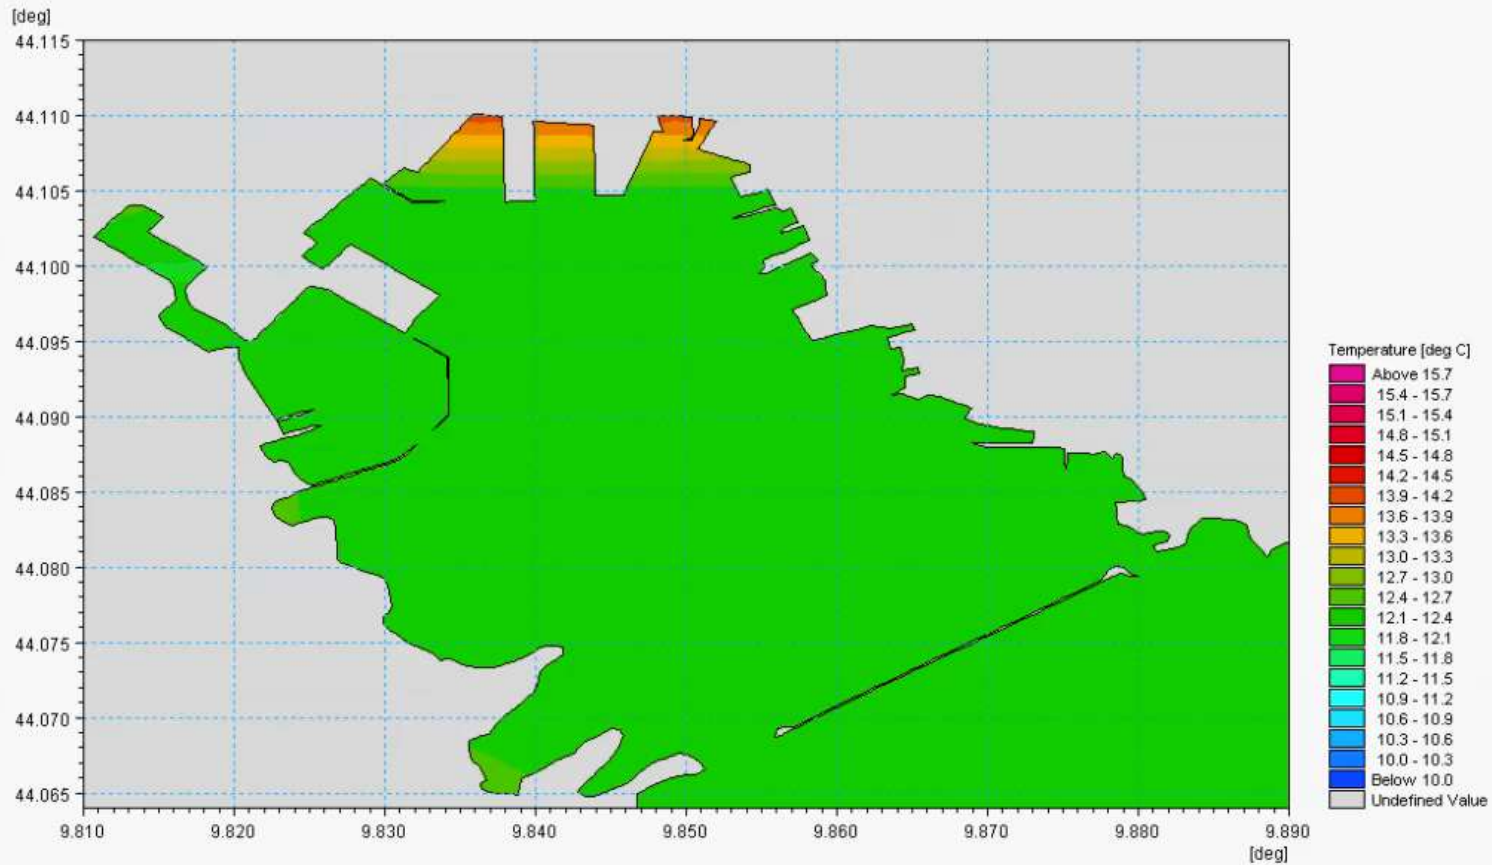 [deg]
44.115
44.110
44.105
44.100
44.095
44.090
44.085
44.080
44.075
44.070
44.065
9.810 9.820 9.830 9.840 9.850 9.860 9.870 9.880 9.890
[deg]
Temperature [deg C]
Above 15.7
15.4 - 15.7
15.1 - 15.4
14.8 - 15.1
14.5 - 14.8
14.2 - 14.5
13.9 - 14.2
13.6 - 13.9
13.3 - 13.6
13.0 - 13.3
12.7 - 13.0
12.4 - 12.7
12.1 - 12.4
11.8 - 12.1
11.5 - 11.8
11.2 - 11.5
10.9 - 11.2
10.6 - 10.9
10.3 - 10.6
10.0 - 10.3
Below 10.0
Undefined Value